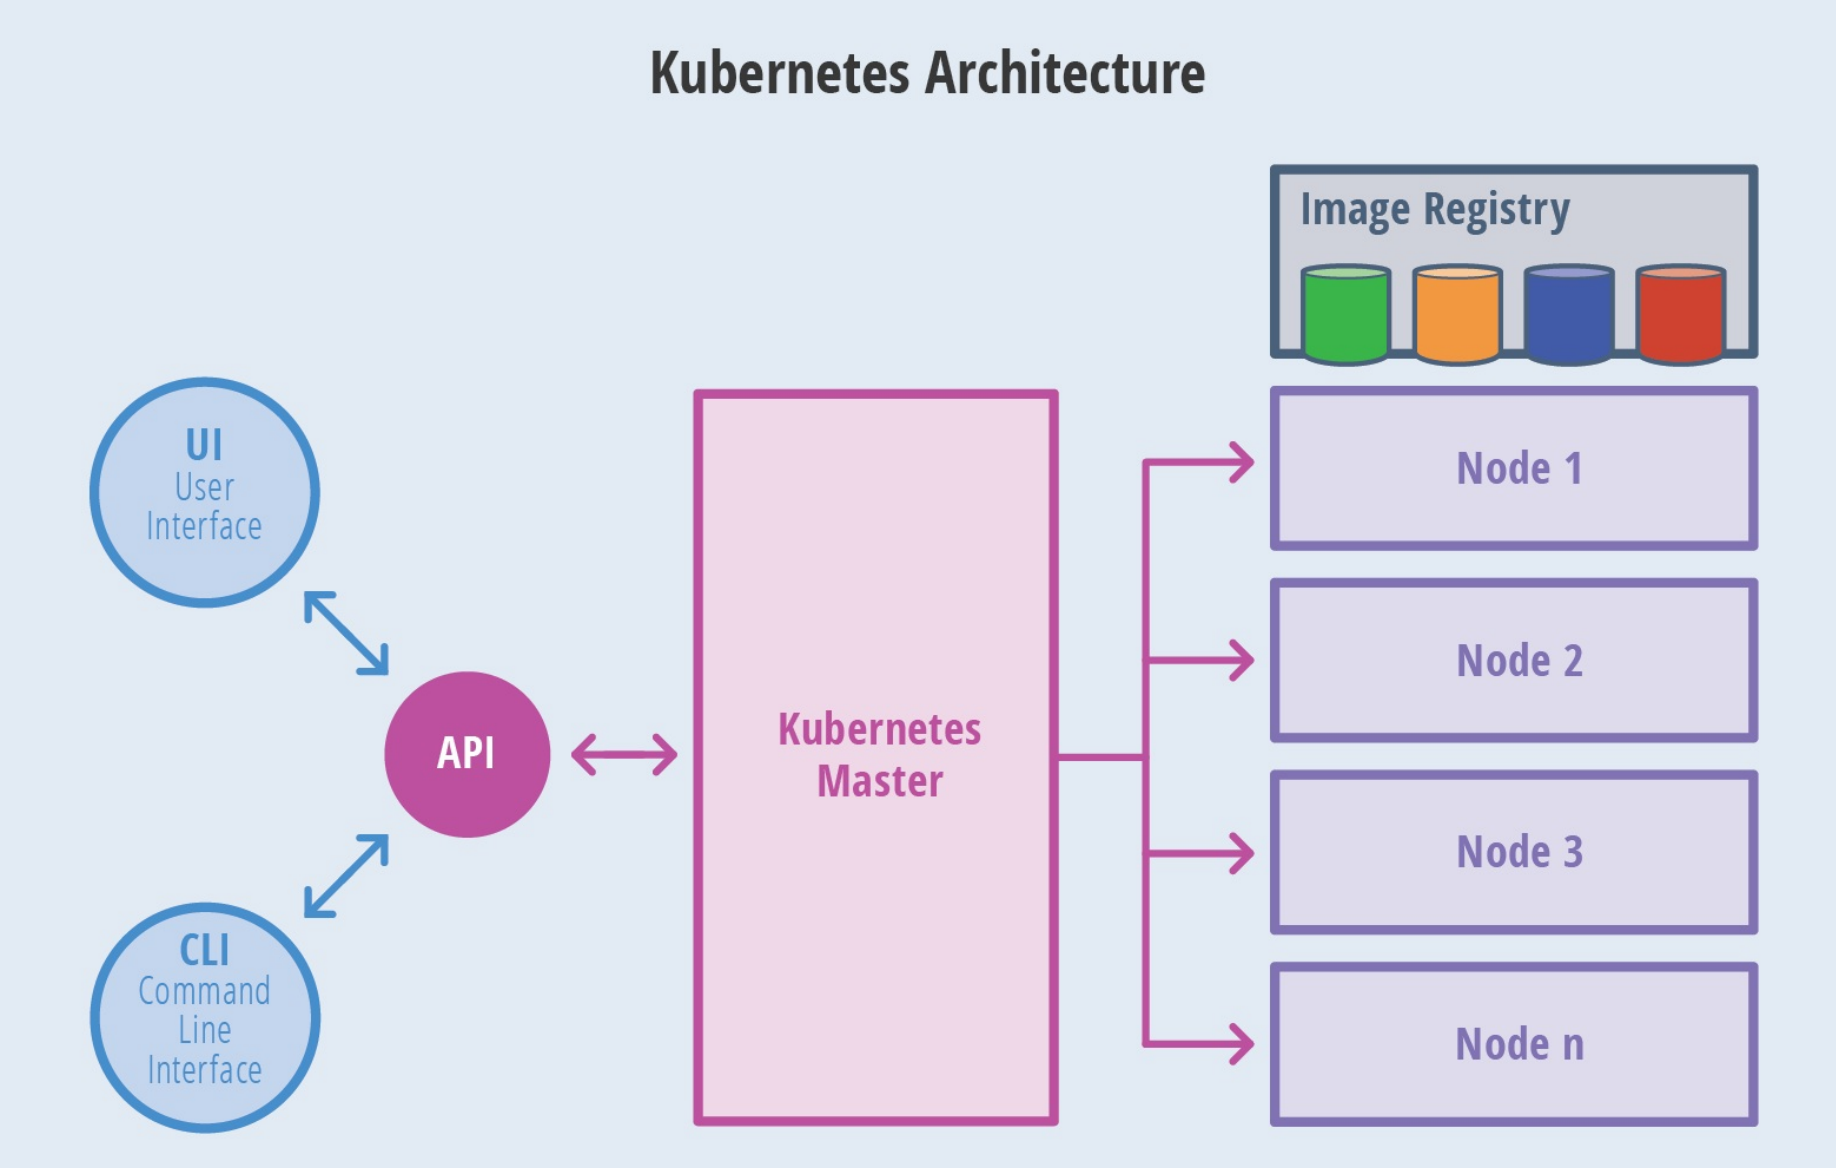 Kubernetes Architecture
Image Registry
UI
User
Interface
API
CLI
Command
Line
Interface
Kubernetes
Master
Node 1
Node 2
Node 3
Node n